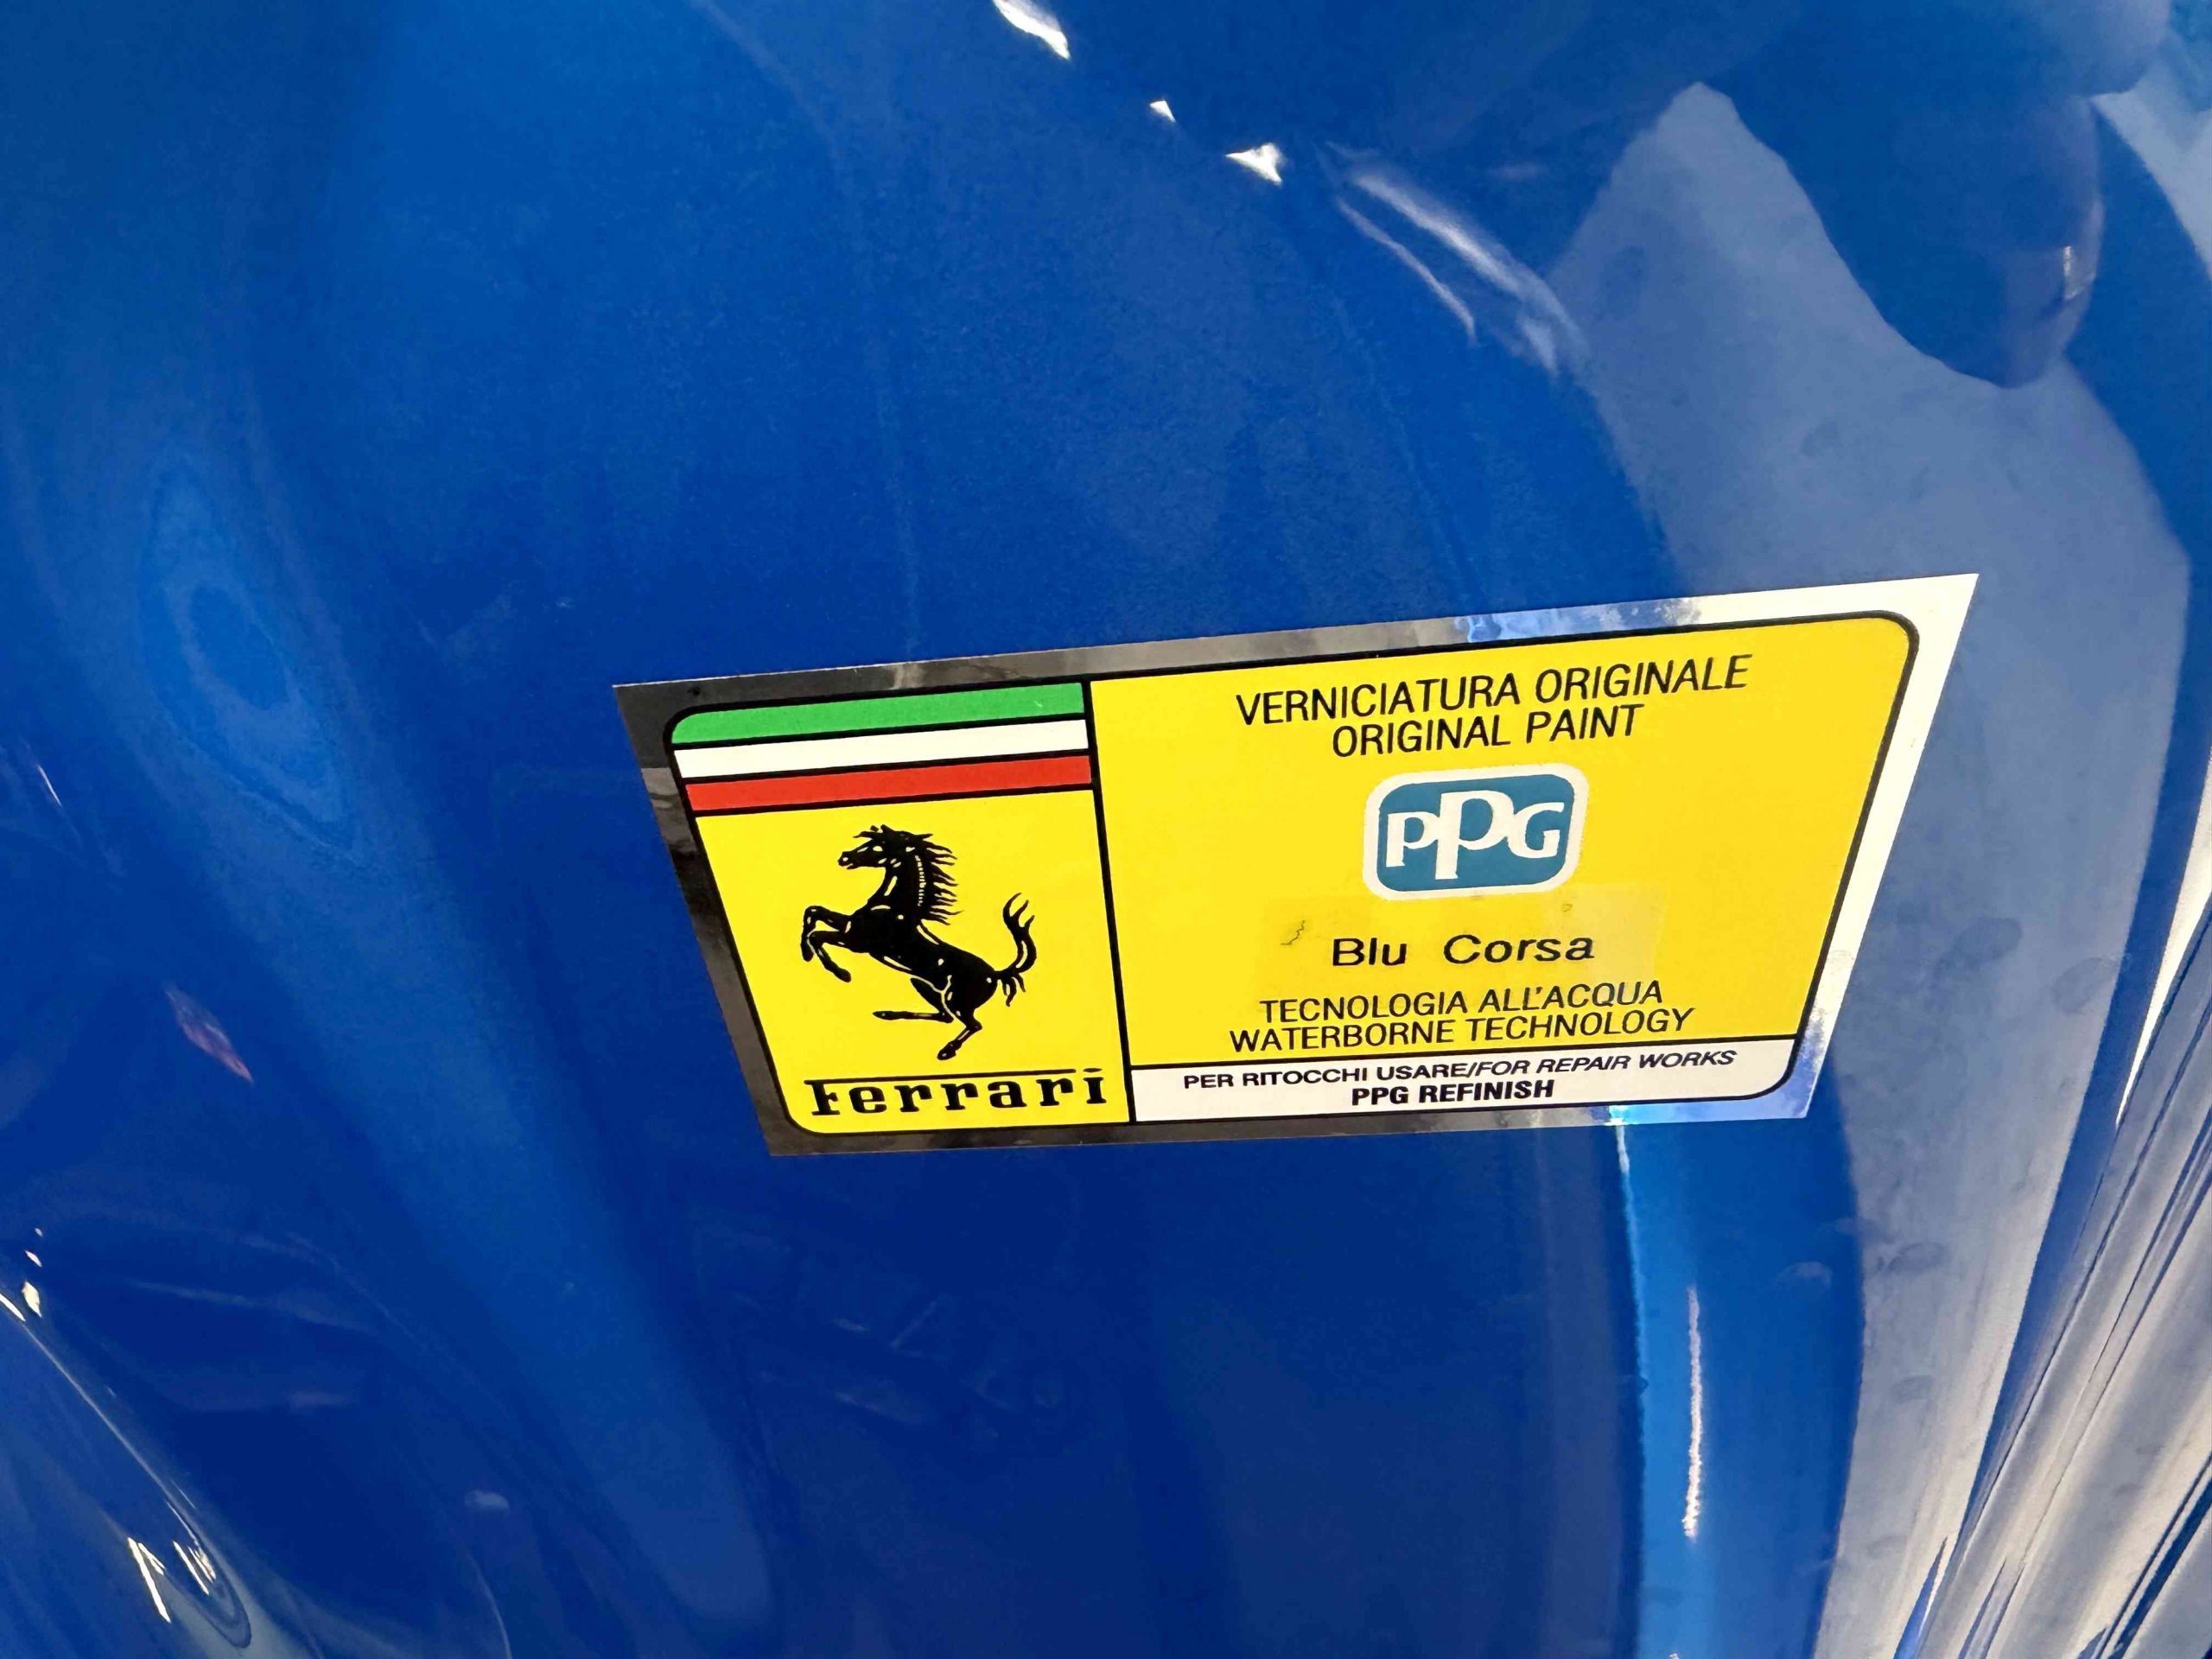 VERNICIATURA ORIGINALE
ORIGINAL PAINT
PPG
Blu Corsa
TECNOLOGIA ALL'ACQUA
WATERBORNE TECHNOLOGY
PER RITOCCHI USARE/FOR REPAIR WORKS
PPG REFINISH
Ferrari